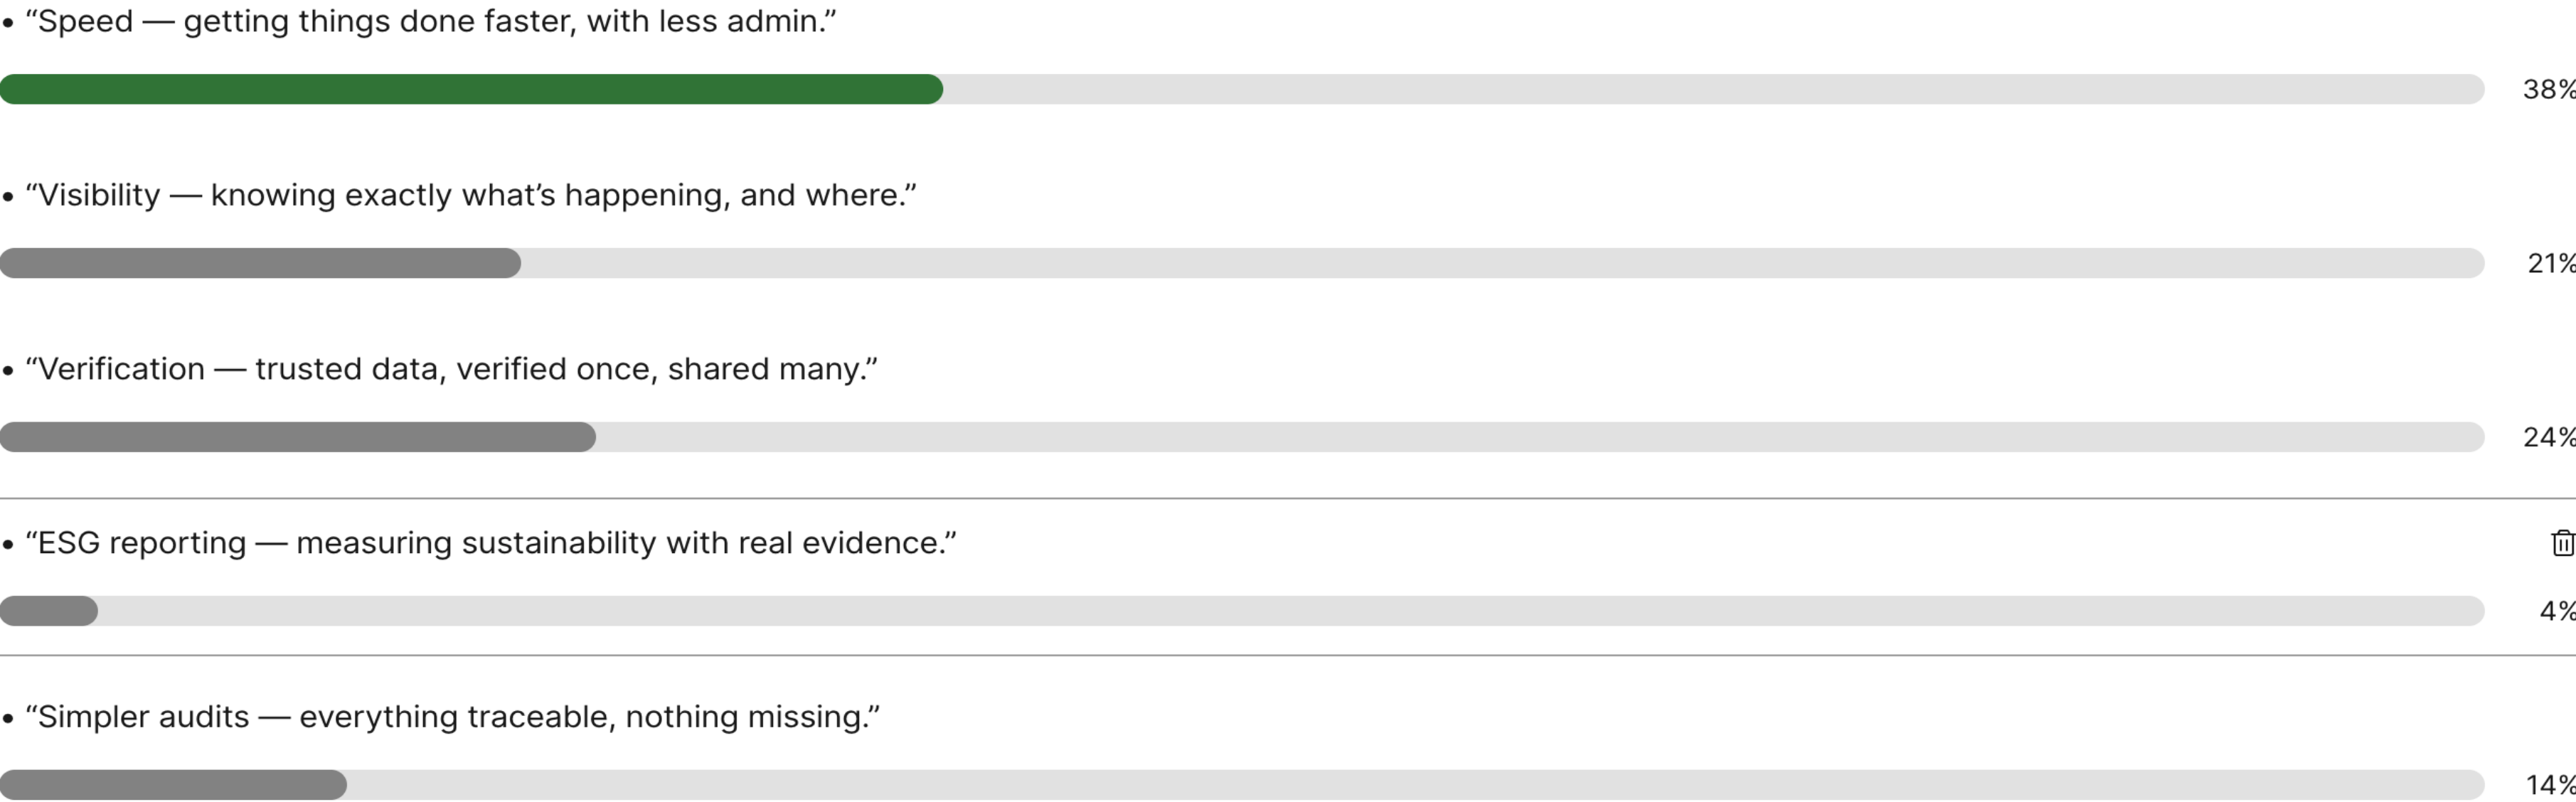 • “Speed — getting things done faster, with less admin.”
38%
• “Visibility — knowing exactly what’s happening, and where.”
21%
• “Verification — trusted data, verified once, shared many.”
24%
• “ESG reporting — measuring sustainability with real evidence.”
4%
• “Simpler audits — everything traceable, nothing missing.”
14%